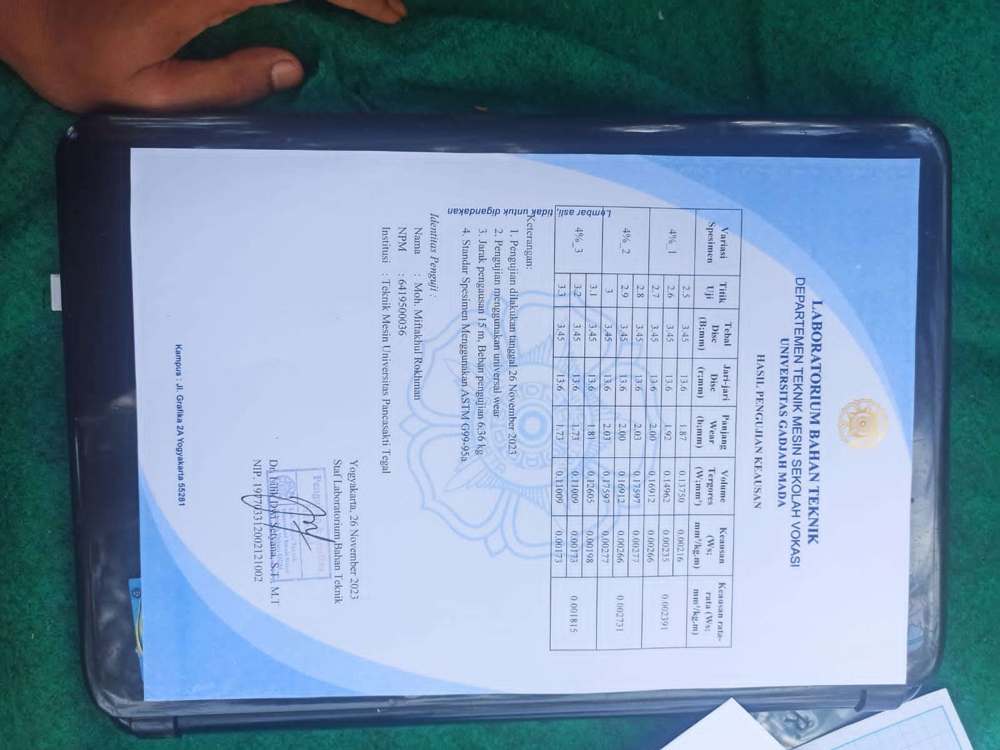 LABORATORIUM BAHAN TEKNIK
DEPARTEMEN TEKNIK MESIN SEKOLAH VOKASI
UNIVERSITAS GADJAH MADA
HASIL PENGUJIAN KEAUSAN
Variasi Spesimen | Titik Uji | Tebal Disc (B;mm) | Jari-jari Disc (r;mm) | Panjang Wear (b;mm) | Volume Tergores (W;mm³) | Keausan (Ws; mm³/kg.m) | Keausan rata-rata (Ws; mm³/kg.m)
4%_1 | 2.5 | 3.45 | 13.6 | 1.87 | 0.13750 | 0.00216 | 0.002391
2.6 | 3.45 | 13.6 | 1.92 | 0.14962 | 0.00235
2.7 | 3.45 | 13.6 | 2.00 | 0.16912 | 0.00266
4%_2 | 2.8 | 3.45 | 13.6 | 2.03 | 0.17597 | 0.00277 | 0.002731
2.9 | 3.45 | 13.6 | 2.00 | 0.16912 | 0.00266
3 | 3.45 | 13.6 | 2.03 | 0.17597 | 0.00277
4%_3 | 3.1 | 3.45 | 13.6 | 1.81 | 0.12605 | 0.00198 | 0.001815
3.2 | 3.45 | 13.6 | 1.73 | 0.11009 | 0.00173
3.3 | 3.45 | 13.6 | 1.73 | 0.11009 | 0.00173
Lembar asli, tidak untuk digandakan
Keterangan:
1. Pengujian dilakukan tanggal 26 November 2023
2. Pengujian menggunakan universal wear
3. Jarak pengausan 15 m, Beban pengujian 6,36 kg
4. Standar Spesimen Menggunakan ASTM G99-95a
Identitas Penguji :
Nama : Moh. Miftakhul Rokhman
NPM : 6419500036
Institusi : Teknik Mesin Universitas Pancasakti Tegal
Yogyakarta, 26 November 2023
Staf Laboratorium Bahan Teknik
Dr. Lilik Dwi Setyana, S.T., M.T
NIP. 197703312002121002
Kampus : Jl. Grafika 2A Yogyakarta 55281